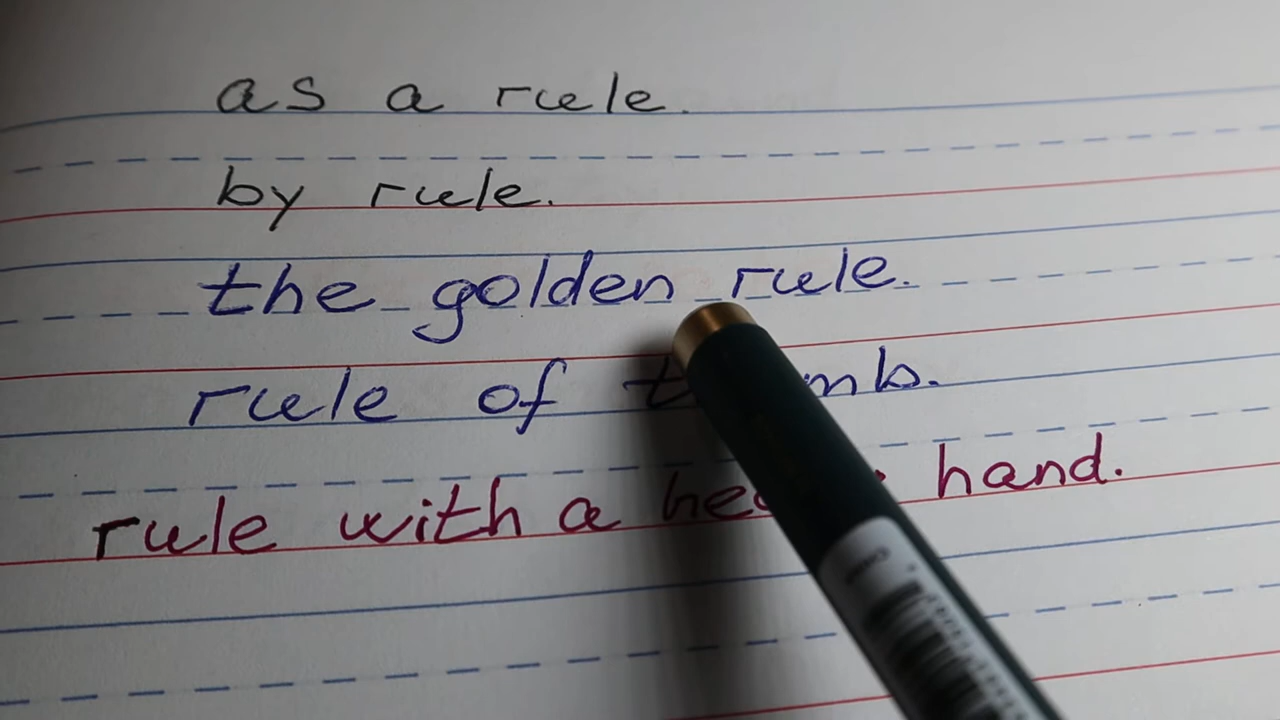 as a rule.
by rule.
the golden rule.
rule of
rule with a hand.